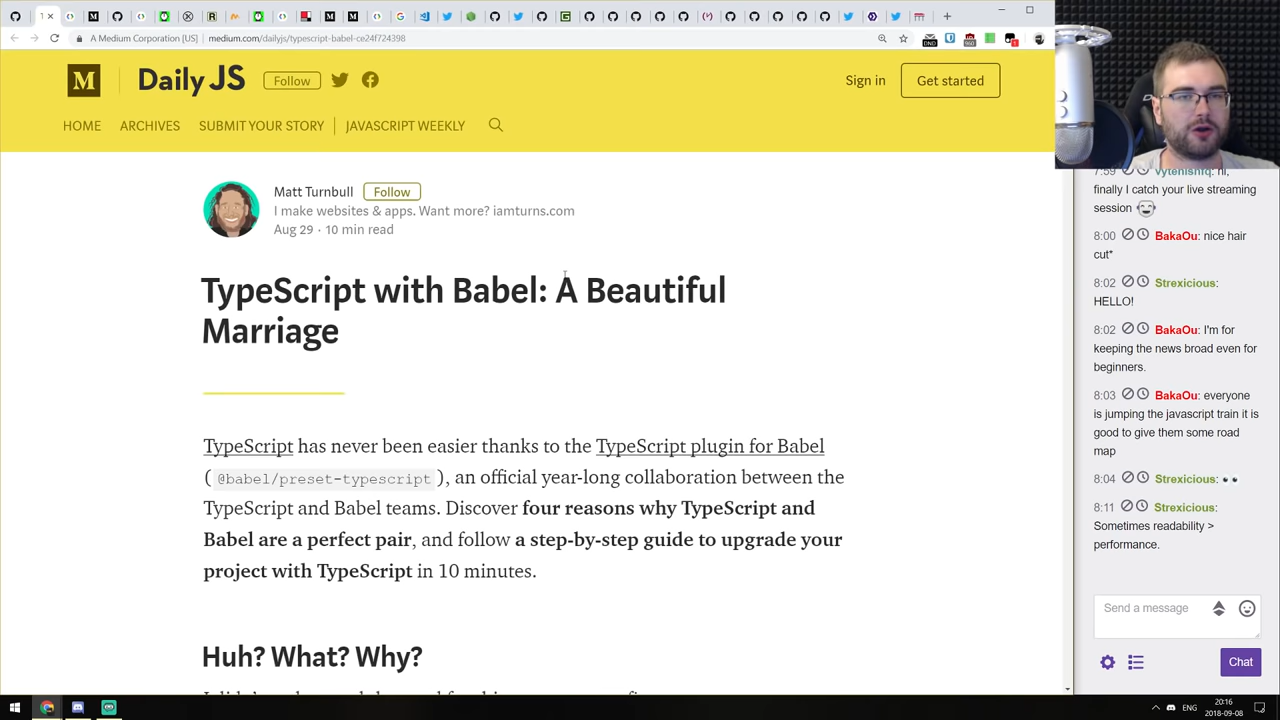 A Medium Corporation [US] | medium.com/dailyjs/typescript-babel-ce24f724398
DND
960
1
M
Daily JS
Follow
Sign in
Get started
HOME
ARCHIVES
SUBMIT YOUR STORY
JAVASCRIPT WEEKLY
Matt Turnbull
Follow
I make websites & apps. Want more? iamturns.com
Aug 29 · 10 min read
TypeScript with Babel: A Beautiful
Marriage
TypeScript has never been easier thanks to the TypeScript plugin for Babel
( @babel/preset-typescript ), an official year-long collaboration between the
TypeScript and Babel teams. Discover four reasons why TypeScript and
Babel are a perfect pair, and follow a step-by-step guide to upgrade your
project with TypeScript in 10 minutes.
Huh? What? Why?
7:59 vytenisnfq: hi,
finally I catch your live streaming
session
8:00 BakaOu: nice hair
cut*
8:02 Strexicious:
HELLO!
8:02 BakaOu: I'm for
keeping the news broad even for
beginners.
8:03 BakaOu: everyone
is jumping the javascript train it is
good to give them some road
map
8:04 Strexicious: 👀
8:11 Strexicious:
Sometimes readability >
performance.
Send a message
Chat
ENG
20:16
2018-09-08